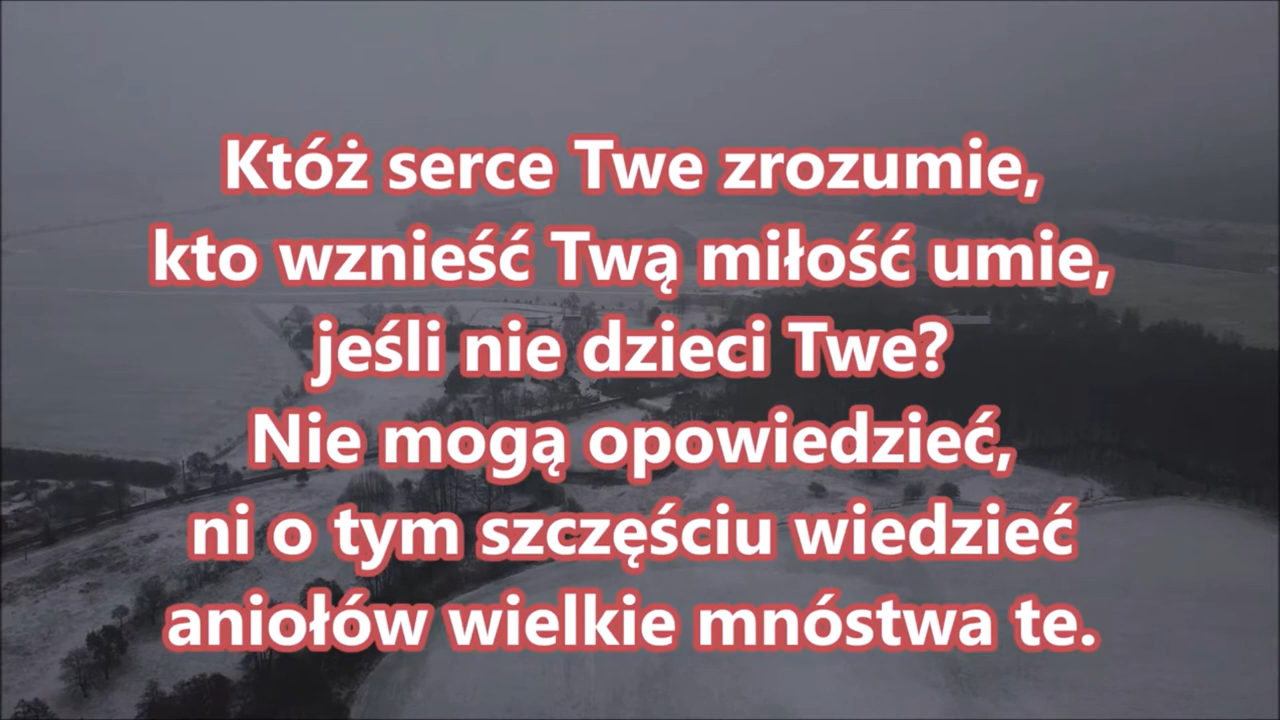 Któż serce Twe zrozumie,
kto wznieść Twą miłość umie,
jeśli nie dzieci Twe?
Nie mogą opowiedzieć,
ni o tym szczęściu wiedzieć
aniołów wielkie mnóstwa te.